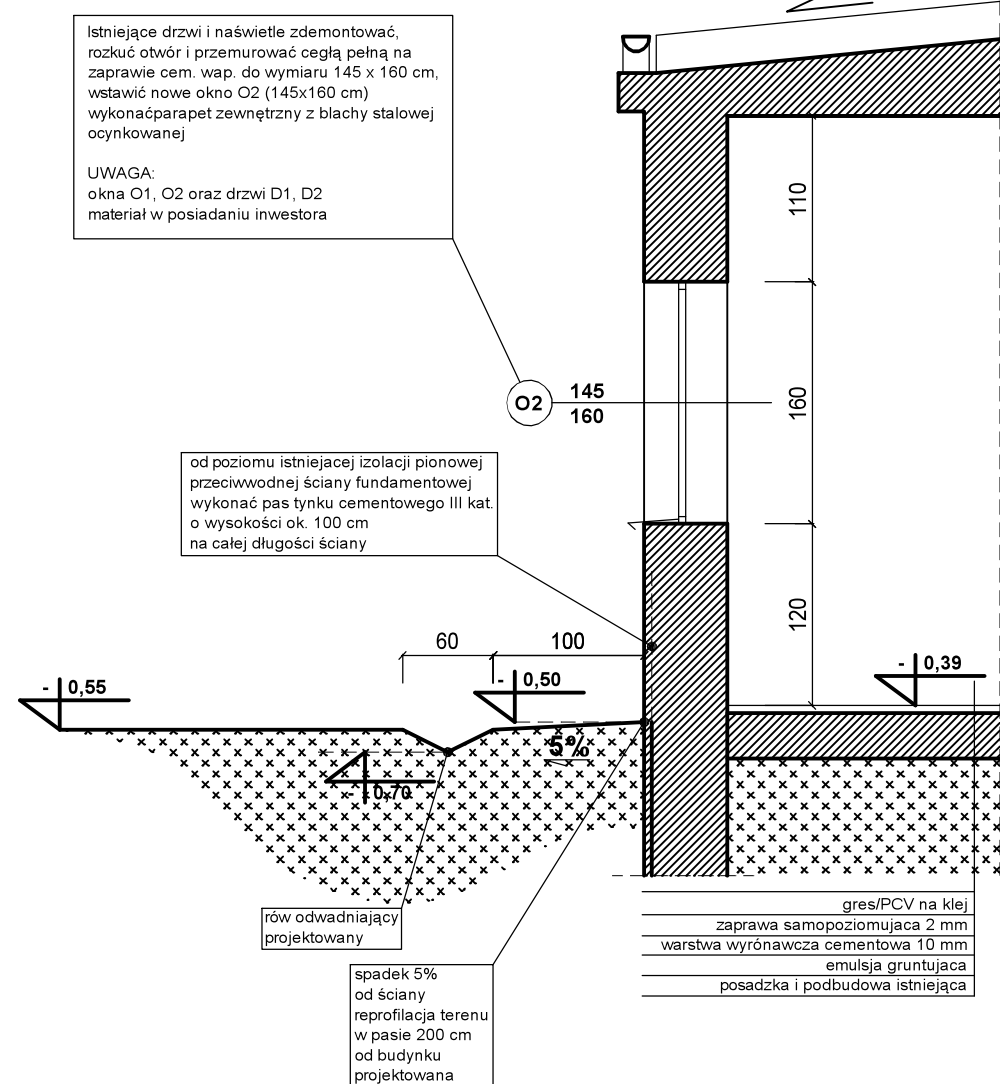 Istniejące drzwi i naświetle zdemontować,
rozkuć otwór i przemurować cegłą pełną na
zaprawie cem. wap. do wymiaru 145 x 160 cm,
wstawić nowe okno O2 (145x160 cm)
wykonaćparapet zewnętrzny z blachy stalowej
ocynkowanej
UWAGA:
okna O1, O2 oraz drzwi D1, D2
materiał w posiadaniu inwestora
110
O2
145
160
160
od poziomu istniejacej izolacji pionowej
przeciwwodnej ściany fundamentowej
wykonać pas tynku cementowego III kat.
o wysokości ok. 100 cm
na całej długości ściany
120
60
100
- 0,55
- 0,50
- 0,39
5%
- 0,70
rów odwadniający
projektowany
spadek 5%
od ściany
reprofilacja terenu
w pasie 200 cm
od budynku
projektowana
gres/PCV na klej
zaprawa samopoziomujaca 2 mm
warstwa wyrónawcza cementowa 10 mm
emulsja gruntujaca
posadzka i podbudowa istniejąca